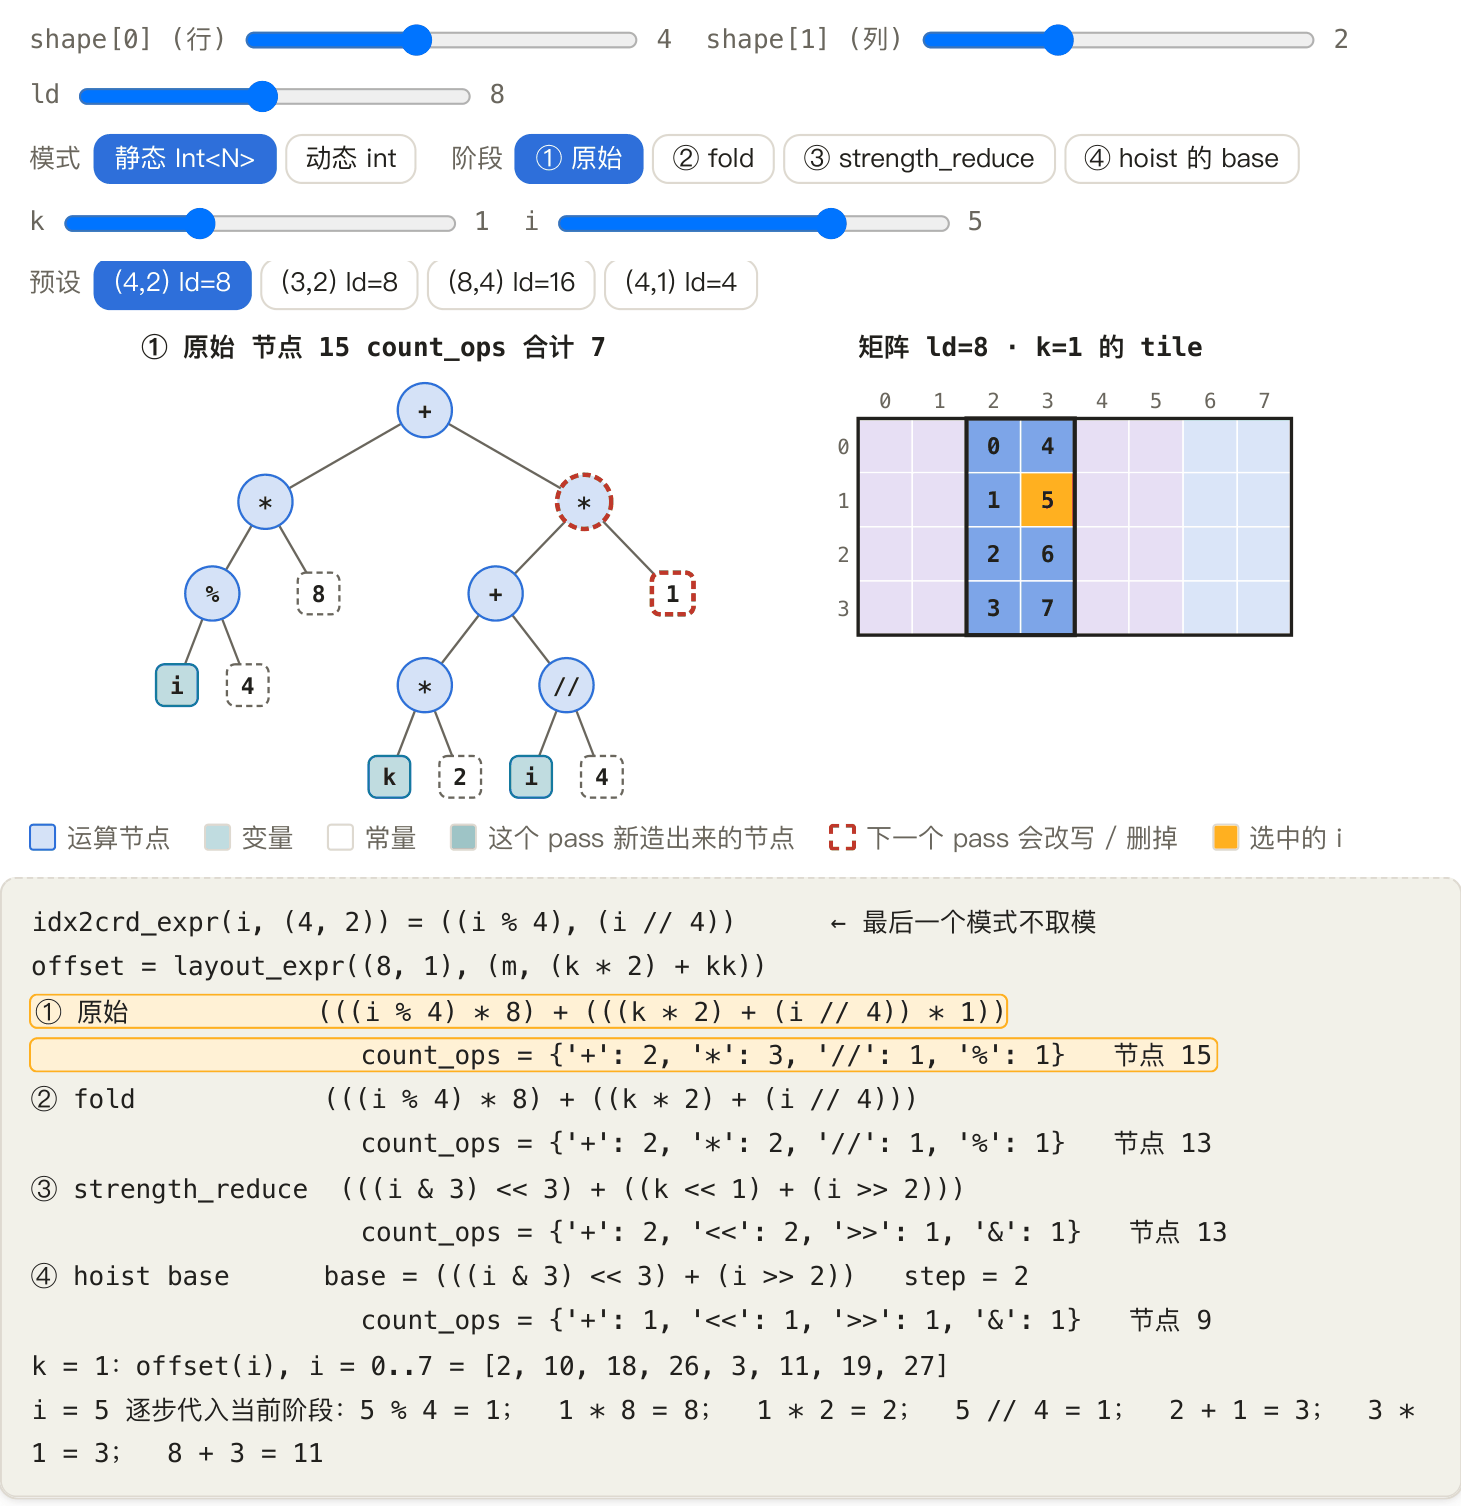 shape[0] (行) 4 shape[1] (列) 2
ld 8
模式 静态 Int<N> 动态 int 阶段 ① 原始 ② fold ③ strength_reduce ④ hoist 的 base
k 1 i 5
预设 (4,2) ld=8 (3,2) ld=8 (8,4) ld=16 (4,1) ld=4
① 原始 节点 15 count_ops 合计 7
+
* *
% 8 + 1
i 4 * //
k 2 i 4
矩阵 ld=8 · k=1 的 tile
0 1 2 3 4 5 6 7
0 0 4
1 1 5
2 2 6
3 3 7
运算节点 变量 常量 这个 pass 新造出来的节点 下一个 pass 会改写 / 删掉 选中的 i
idx2crd_expr(i, (4, 2)) = ((i % 4), (i // 4)) ← 最后一个模式不取模
offset = layout_expr((8, 1), (m, (k * 2) + kk))
① 原始 (((i % 4) * 8) + (((k * 2) + (i // 4)) * 1))
count_ops = {'+': 2, '*': 3, '//': 1, '%': 1} 节点 15
② fold (((i % 4) * 8) + ((k * 2) + (i // 4)))
count_ops = {'+': 2, '*': 2, '//': 1, '%': 1} 节点 13
③ strength_reduce (((i & 3) << 3) + ((k << 1) + (i >> 2)))
count_ops = {'+': 2, '<<': 2, '>>': 1, '&': 1} 节点 13
④ hoist base base = (((i & 3) << 3) + (i >> 2)) step = 2
count_ops = {'+': 1, '<<': 1, '>>': 1, '&': 1} 节点 9
k = 1: offset(i), i = 0..7 = [2, 10, 18, 26, 3, 11, 19, 27]
i = 5 逐步代入当前阶段: 5 % 4 = 1; 1 * 8 = 8; 1 * 2 = 2; 5 // 4 = 1; 2 + 1 = 3; 3 *
1 = 3; 8 + 3 = 11